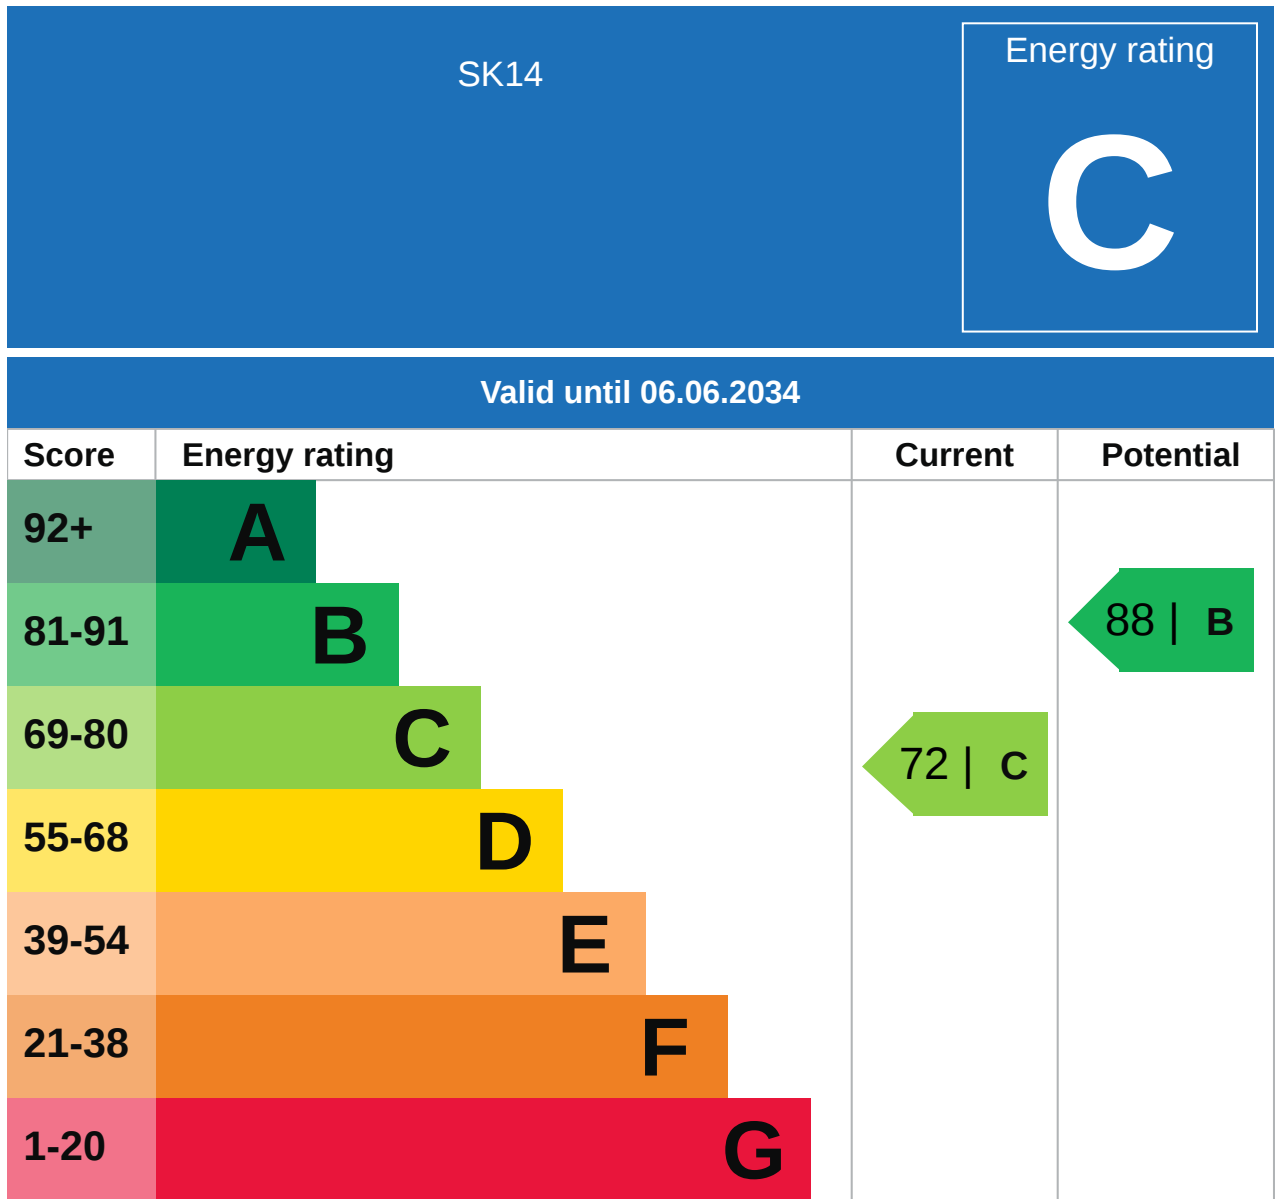 SK14
Energy rating
C
Valid until 06.06.2034
Score Energy rating Current Potential
92+ A
81-91 B
88 | B
69-80 C
72 | C
55-68 D
39-54 E
21-38 F
1-20 G